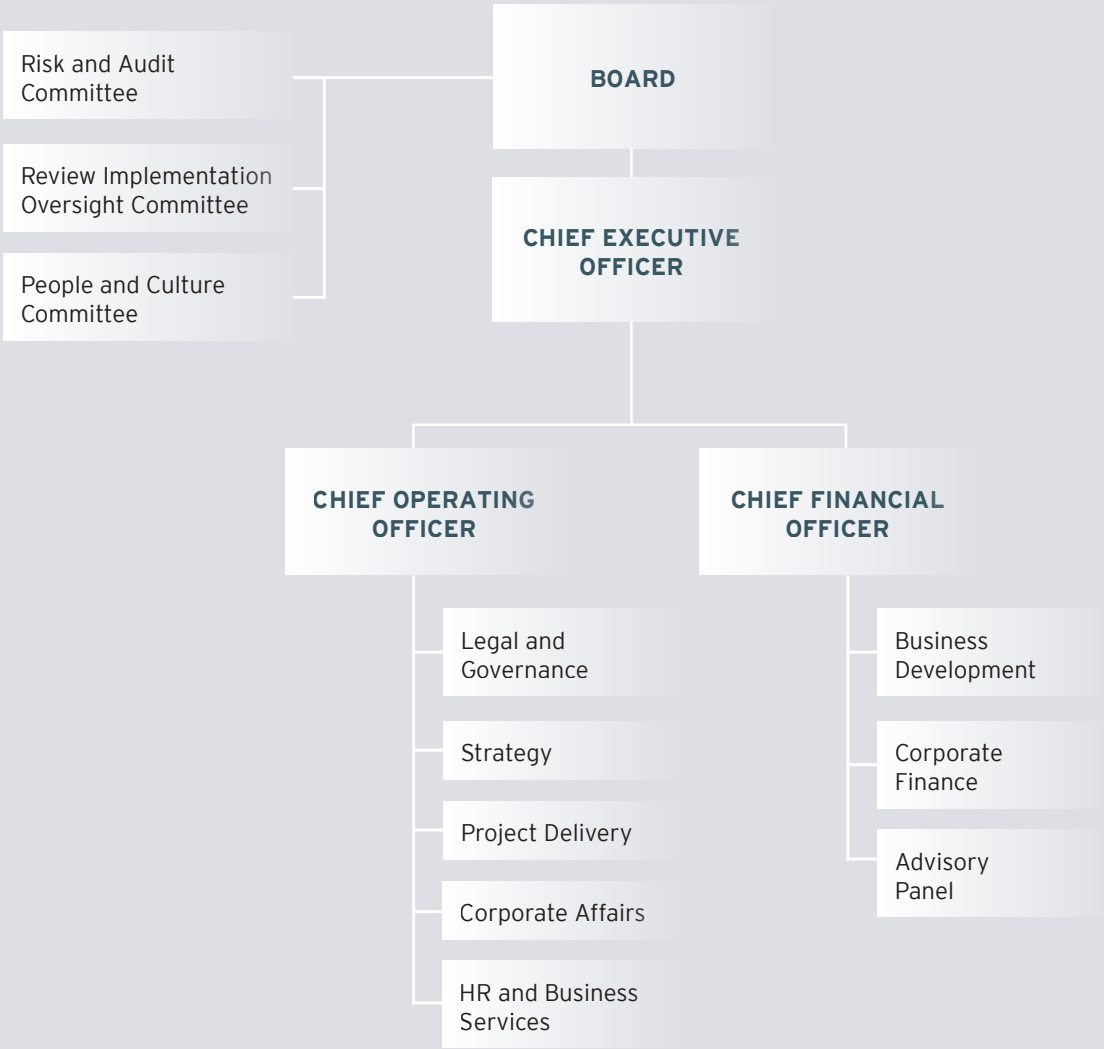 Risk and Audit
Committee
Review Implementation
Oversight Committee
People and Culture
Committee
BOARD
CHIEF EXECUTIVE
OFFICER
CHIEF OPERATING
OFFICER
Legal and
Governance
Strategy
Project Delivery
Corporate Affairs
HR and Business
Services
CHIEF FINANCIAL
OFFICER
Business
Development
Corporate
Finance
Advisory
Panel